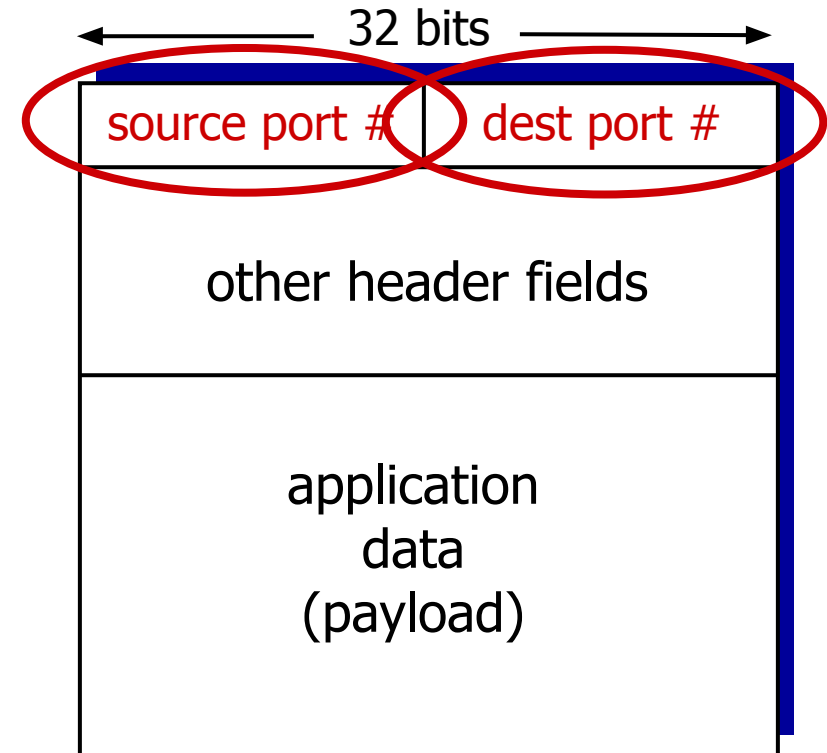 32 bits
source port # dest port #
other header fields
application
data
(payload)